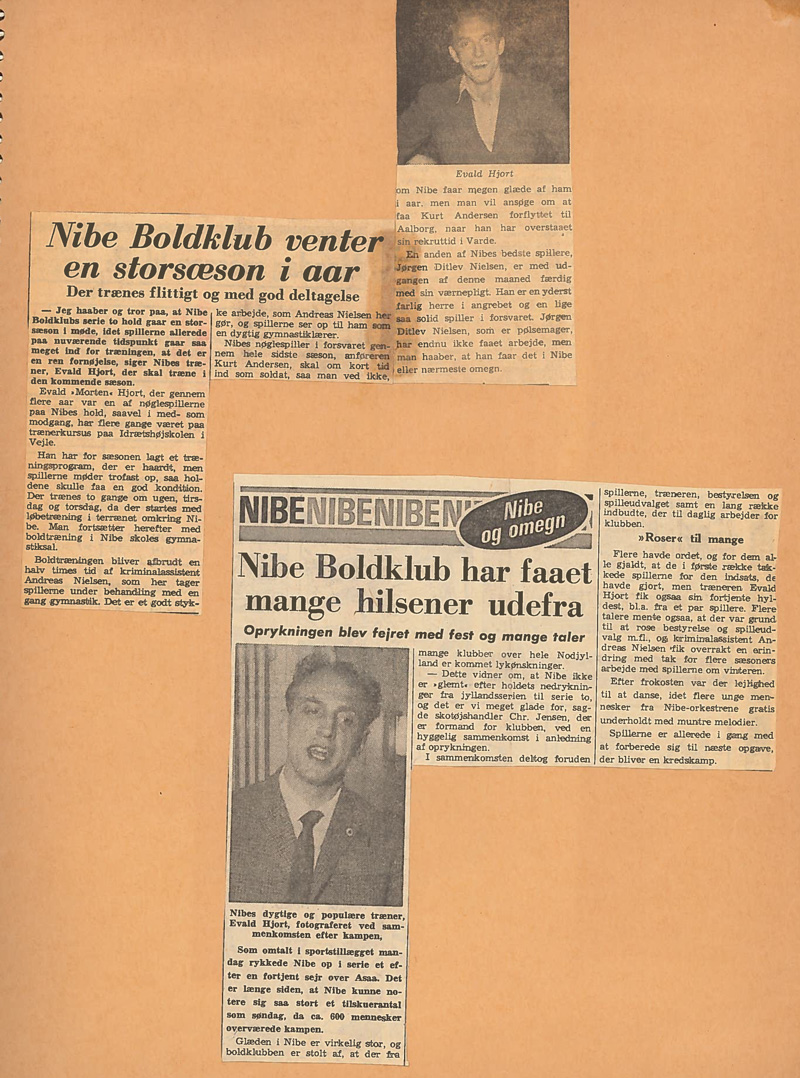 Nibe Boldklub venter
en storsæson i aar
Der trænes flittigt og med god deltagelse
— Jeg haaber og tror paa, at Nibe
Boldklubs serie to hold gaar en stor-
sæson i møde, idet spillerne allerede
paa nuværende tidspunkt gaar saa
meget ind for træningen, at det er
en ren fornøjelse, siger Nibes træ-
ner, Evald Hjort, der skal træne i
den kommende sæson.
Evald »Morten« Hjort, der gennem
flere aar var en af nøglespillerne
paa Nibes hold, saavel i med- som
modgang, har flere gange været paa
trænerkursus paa Idrætshøjskolen i
Vejle.
Han har for sæsonen lagt et træ-
ningsprogram, der er haardt, men
spillerne møder trofast op, saa hol-
dene skulle faa en god kondition.
Der trænes to gange om ugen, tirs-
dag og torsdag, da der startes med
løbetræning i terrænet omkring Ni-
be. Man fortsætter herefter med
boldtræning i Nibe skoles gymna-
stiksal.
Boldtræningen bliver afbrudt en
halv times tid af kriminalassistent
Andreas Nielsen, som her tager
spillerne under behandling med en
gang gymnastik. Det er et godt styk-
ke arbejde, som Andreas Nielsen her
gør, og spillerne ser op til ham som
en dygtig gymnastiklærer.
Nibes nøglespiller i forsvaret gen-
nem hele sidste sæson, anføreren
Kurt Andersen, skal om kort tid
ind som soldat, saa man ved ikke,
Evald Hjort
om Nibe faar megen glæde af ham
i aar, men man vil ansøge om at
faa Kurt Andersen forflyttet til
Aalborg, naar han har overstaaet
sin rekruttid i Varde.
En anden af Nibes bedste spillere,
Jørgen Ditlev Nielsen, er med ud-
gangen af denne maaned færdig
med sin værnepligt. Han er en yderst
farlig herre i angrebet og en lige
saa solid spiller i forsvaret. Jørgen
Ditlev Nielsen, som er pølsemager,
har endnu ikke faaet arbejde, men
man haaber, at han faar det i Nibe
eller nærmeste omegn.
NIBENIBENIBENI
Nibe
og omegn
Nibe Boldklub har faaet
mange hilsener udefra
Oprykningen blev fejret med fest og mange taler
Nibes dygtige og populære træner,
Evald Hjort, fotograferet ved sam-
menkomsten efter kampen,
Som omtalt i sportstillægget man-
dag rykkede Nibe op i serie et ef-
ter en fortjent sejr over Asaa. Det
er længe siden, at Nibe kunne no-
tere sig saa stort et tilskuerantal
som søndag, da ca. 600 mennesker
overværede kampen.
Glæden i Nibe er virkelig stor, og
boldklubben er stolt af, at der fra
mange klubber over hele Nodjyl-
land er kommet lykønskninger.
— Dette vidner om, at Nibe ikke
er »glemt« efter holdets nedryknin-
ger fra jyllandsserien til serie to,
og det er vi meget glade for, sag-
de skotøjshandler Chr. Jensen, der
er formand for klubben, ved en
hyggelig sammenkomst i anledning
af oprykningen.
I sammenkomsten deltog foruden
spillerne, træneren, bestyrelsen og
spilleudvalget samt en lang række
indbudte, der til daglig arbejder for
klubben.
»Roser« til mange
Flere havde ordet, og for dem al-
le gjaldt, at de i første række tak-
kede spillerne for den indsats, de
havde gjort, men træneren Evald
Hjort fik ogsaa sin fortjente hyl-
dest, bl.a. fra et par spillere. Flere
talere mente ogsaa, at der var grund
til at rose bestyrelse og spilleud-
valg m.fl., og kriminalassistent An-
dreas Nielsen fik overrakt en erin-
dring med tak for flere sæsoners
arbejde med spillerne om vinteren.
Efter frokosten var der lejlighed
til at danse, idet flere unge men-
nesker fra Nibe-orkestrene gratis
underholdt med muntre melodier.
Spillerne er allerede i gang med
at forberede sig til næste opgave,
der bliver en kredskamp.